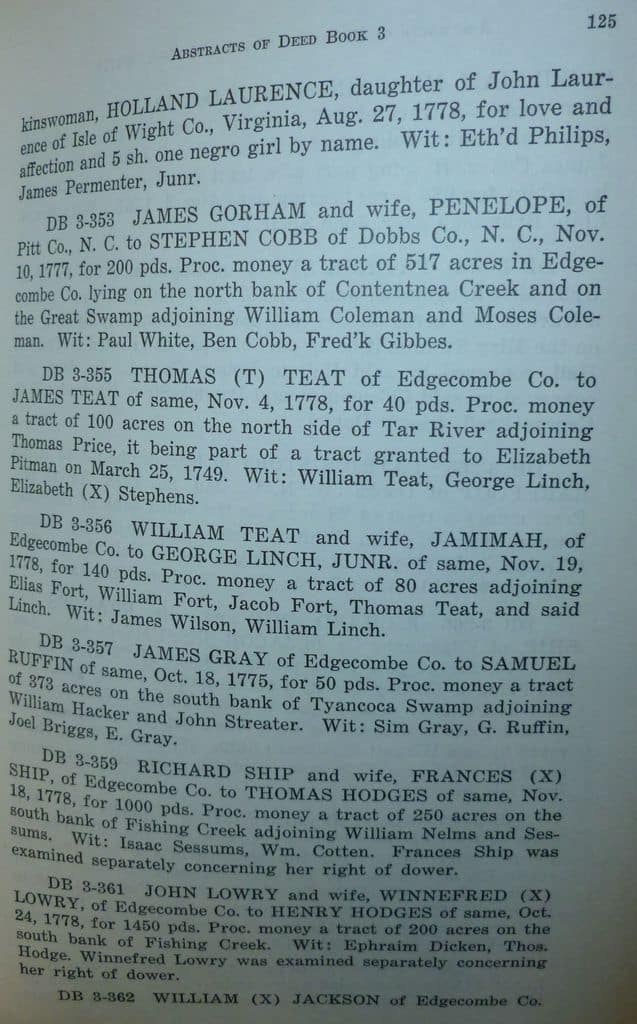 ABSTRACTS OF DEED BOOK 3
125
kinswoman, HOLLAND LAURENCE, daughter of John Laur-
ence of Isle of Wight Co., Virginia, Aug. 27, 1778, for love and
affection and 5 sh. one negro girl by name. Wit: Eth'd Philips,
James Permenter, Junr.
DB 3-353 JAMES GORHAM and wife, PENELOPE, of
Pitt Co., N. C. to STEPHEN COBB of Dobbs Co., N. C., Nov.
10, 1777, for 200 pds. Proc. money a tract of 517 acres in Edge-
combe Co. lying on the north bank of Contentnea Creek and on
the Great Swamp adjoining William Coleman and Moses Cole-
man. Wit: Paul White, Ben Cobb, Fred'k Gibbes.
DB 3-355 THOMAS (T) TEAT of Edgecombe Co. to
JAMES TEAT of same, Nov. 4, 1778, for 40 pds. Proc. money
a tract of 100 acres on the north side of Tar River adjoining
Thomas Price, it being part of a tract granted to Elizabeth
Pitman on March 25, 1749. Wit: William Teat, George Linch,
Elizabeth (X) Stephens.
DB 3-356 WILLIAM TEAT and wife, JAMIMAH, of
Edgecombe Co. to GEORGE LINCH, JUNR. of same, Nov. 19,
1778, for 140 pds. Proc. money a tract of 80 acres adjoining
Elias Fort, William Fort, Jacob Fort, Thomas Teat, and said
Linch. Wit: James Wilson, William Linch.
DB 3-357 JAMES GRAY of Edgecombe Co. to SAMUEL
RUFFIN of same, Oct. 18, 1775, for 50 pds. Proc. money a tract
of 373 acres on the south bank of Tyancoca Swamp adjoining
William Hacker and John Streater. Wit: Sim Gray, G. Ruffin,
Joel Briggs, E. Gray.
DB 3-359 RICHARD SHIP and wife, FRANCES (X)
SHIP, of Edgecombe Co. to THOMAS HODGES of same, Nov.
18, 1778, for 1000 pds. Proc. money a tract of 250 acres on the
south bank of Fishing Creek adjoining William Nelms and Ses-
sums. Wit: Isaac Sessums, Wm. Cotten. Frances Ship was
examined separately concerning her right of dower.
DB 3-361 JOHN LOWRY and wife, WINNEFRED (X)
LOWRY, of Edgecombe Co. to HENRY HODGES of same, Oct.
24, 1778, for 1450 pds. Proc. money a tract of 200 acres on the
south bank of Fishing Creek. Wit: Ephraim Dicken, Thos.
Hodge. Winnefred Lowry was examined separately concerning
her right of dower.
DB 3-362 WILLIAM (X) JACKSON of Edgecombe Co.